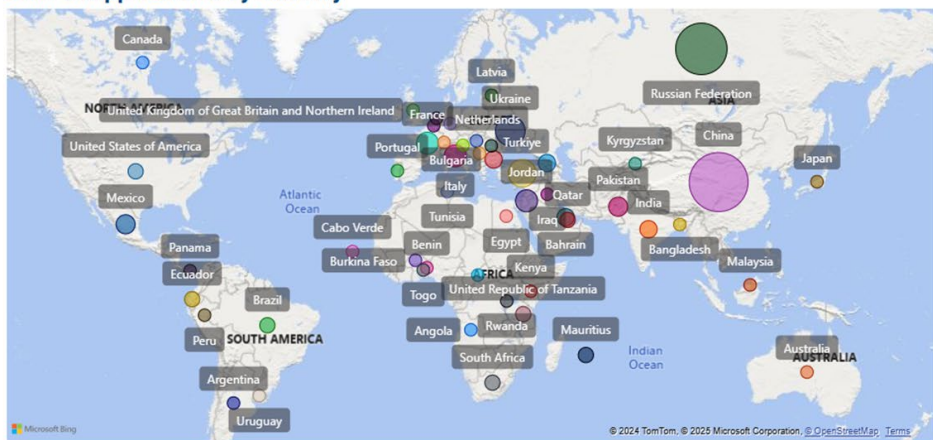 Canada
Latvia
Russian Federation
NORTH AMERICA
United Kingdom of Great Britain and Northern Ireland
Ukraine
ASIA
France
Netherlands
United States of America
Portugal
Türkiye
Kyrgyzstan
China
Bulgaria
Japan
Mexico
Italy
Jordan
Pakistan
Atlantic
Ocean
Qatar
India
Tunisia
Iraq
Cabo Verde
Egypt
Bahrain
Bangladesh
Panama
Benin
Malaysia
Burkina Faso
Kenya
Ecuador
AFRICA
Togo
United Republic of Tanzania
Brazil
Peru
SOUTH AMERICA
Angola
Rwanda
Mauritius
Indian
Ocean
South Africa
Australia
AUSTRALIA
Argentina
Uruguay
Microsoft Bing
© 2024 TomTom, © 2025 Microsoft Corporation, © OpenStreetMap Terms